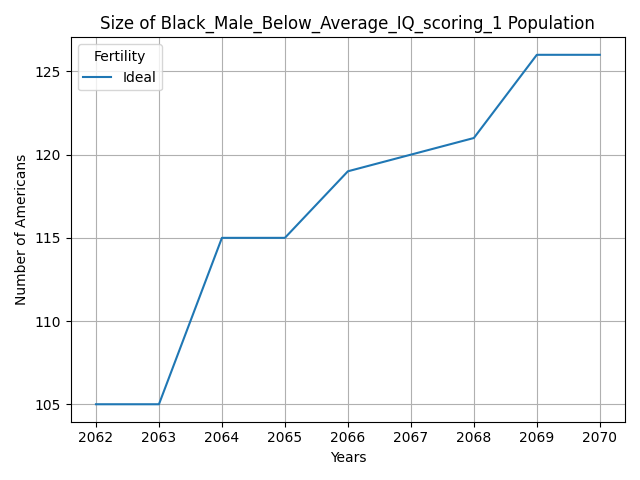 Size of Black_Male_Below_Average_IQ_scoring_1 Population
Fertility
Ideal
Number of Americans
125
120
115
110
105
2062 2063 2064 2065 2066 2067 2068 2069 2070
Years